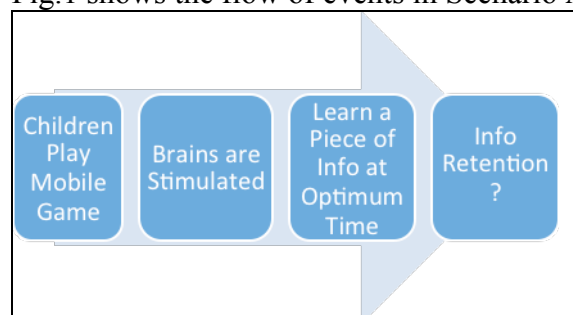 Fig.1 shows the flow of events in Scenario
Children
Play
Mobile
Game
Brains are
Stimulated
Learn a
Piece of
Info at
Optimum
Time
Info
Retention
?